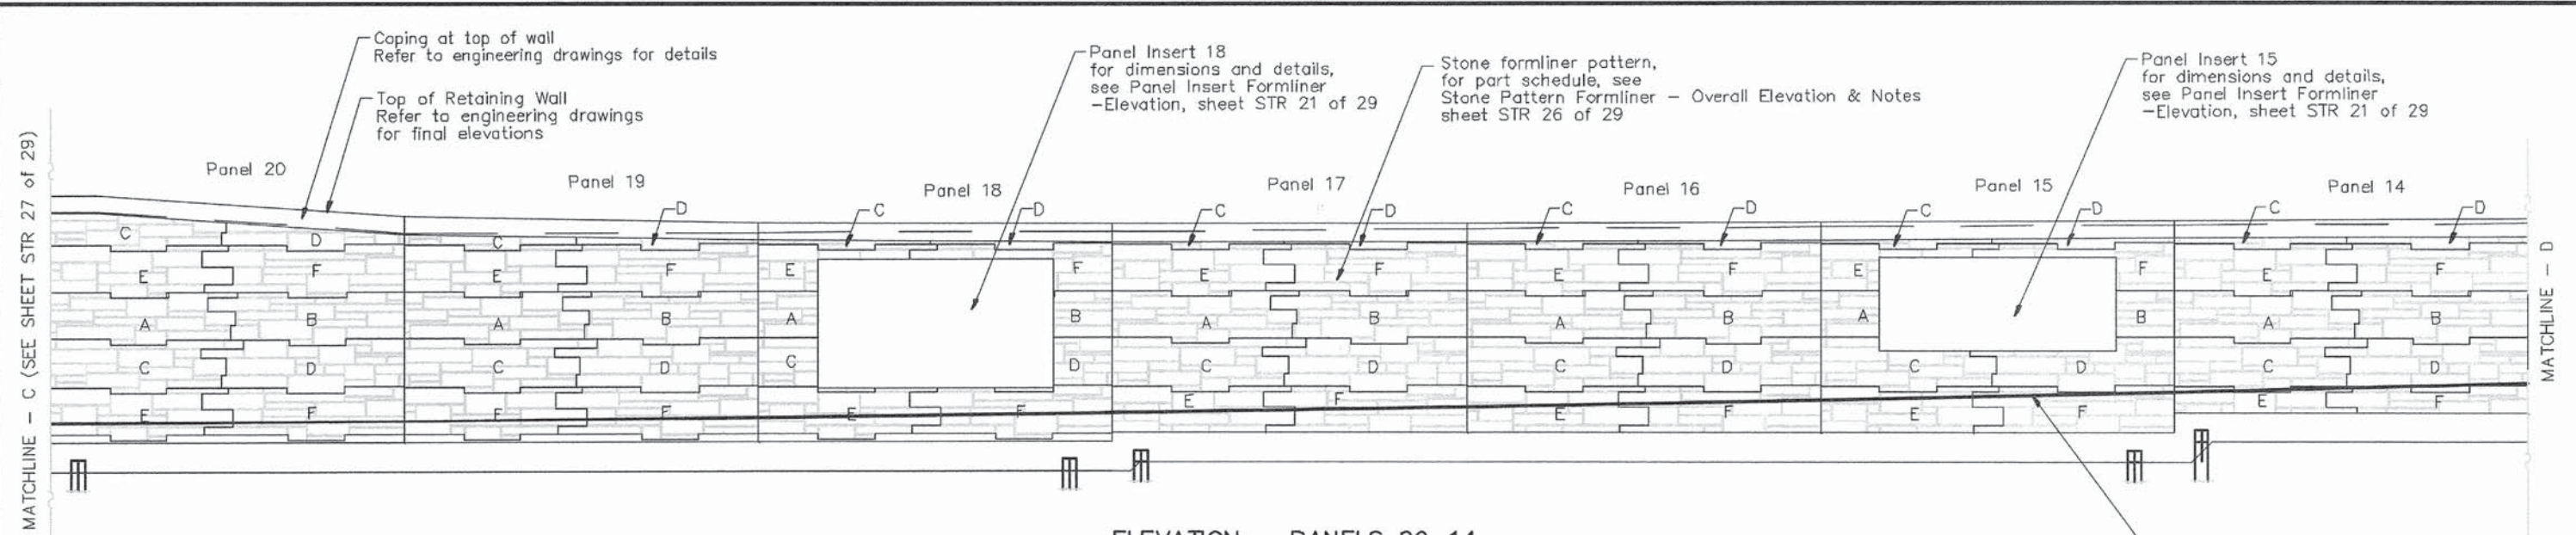 Coping at top of wall
Refer to engineering drawings for details
Top of Retaining Wall
Refer to engineering drawings
for final elevations
Panel Insert 18
for dimensions and details,
see Panel Insert Formliner
-Elevation, sheet STR 21 of 29
Stone formliner pattern,
for part schedule, see
Stone Pattern Formliner - Overall Elevation & Notes
sheet STR 26 of 29
Panel Insert 15
for dimensions and details,
see Panel Insert Formliner
-Elevation, sheet STR 21 of 29
MATCHLINE - C (SEE SHEET STR 27 of 29)
Panel 20
Panel 19
Panel 18
Panel 17
Panel 16
Panel 15
Panel 14
D C D C D C D C D C D
C D C
E F E F E F E F E F E F E F
A B A B A B A B A B A B A B
C D C D C D C D C D C D C D
E F E F E F E F E F E F E F
MATCHLINE - D
ELEVATION - PANELS 20-14